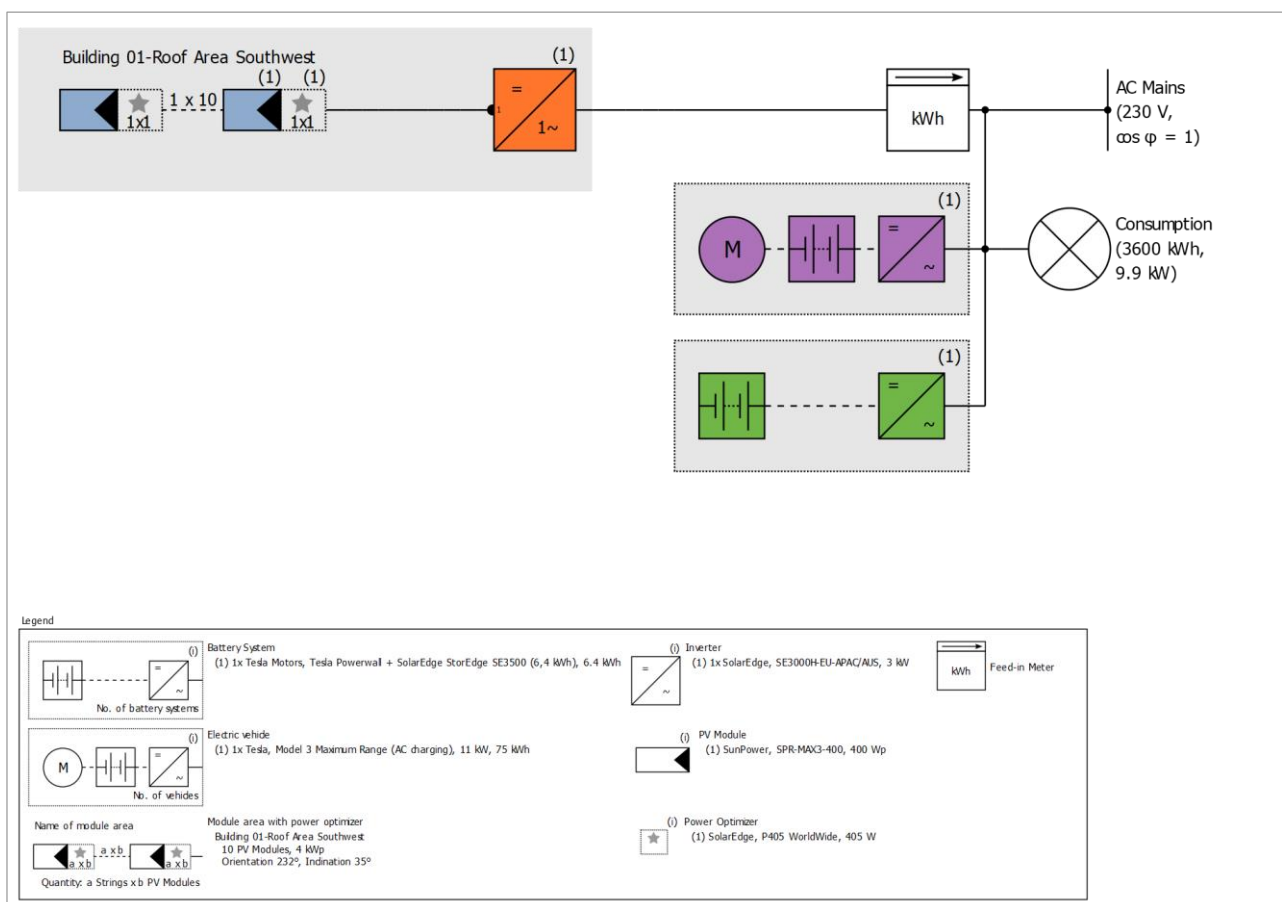 Building 01-Roof Area Southwest
(1) (1)
(1)
1 x 10
1x1
1x1
=
1
1~
kWh
AC Mains
(230 V,
cos φ = 1)
(1)
M
=
~
Consumption
(3600 kWh,
9.9 kW)
(1)
=
~
Legend
(i)
=
~
No. of battery systems
Battery System
(1) 1x Tesla Motors, Tesla Powerwall + SolarEdge StorEdge SE3500 (6,4 kWh), 6.4 kWh
(i)
M
=
~
No. of vehicles
Electric vehicle
(1) 1x Tesla, Model 3 Maximum Range (AC charging), 11 kW, 75 kWh
Name of module area
a x b
a x b
a x b
Quantity: a Strings x b PV Modules
Module area with power optimizer
Building 01-Roof Area Southwest
10 PV Modules, 4 kWp
Orientation 232°, Inclination 35°
(i) Inverter
=
~
(1) 1x SolarEdge, SE3000H-EU-APAC/AUS, 3 kW
(i) PV Module
(1) SunPower, SPR-MAX3-400, 400 Wp
(i) Power Optimizer
(1) SolarEdge, P405 WorldWide, 405 W
kWh
Feed-in Meter